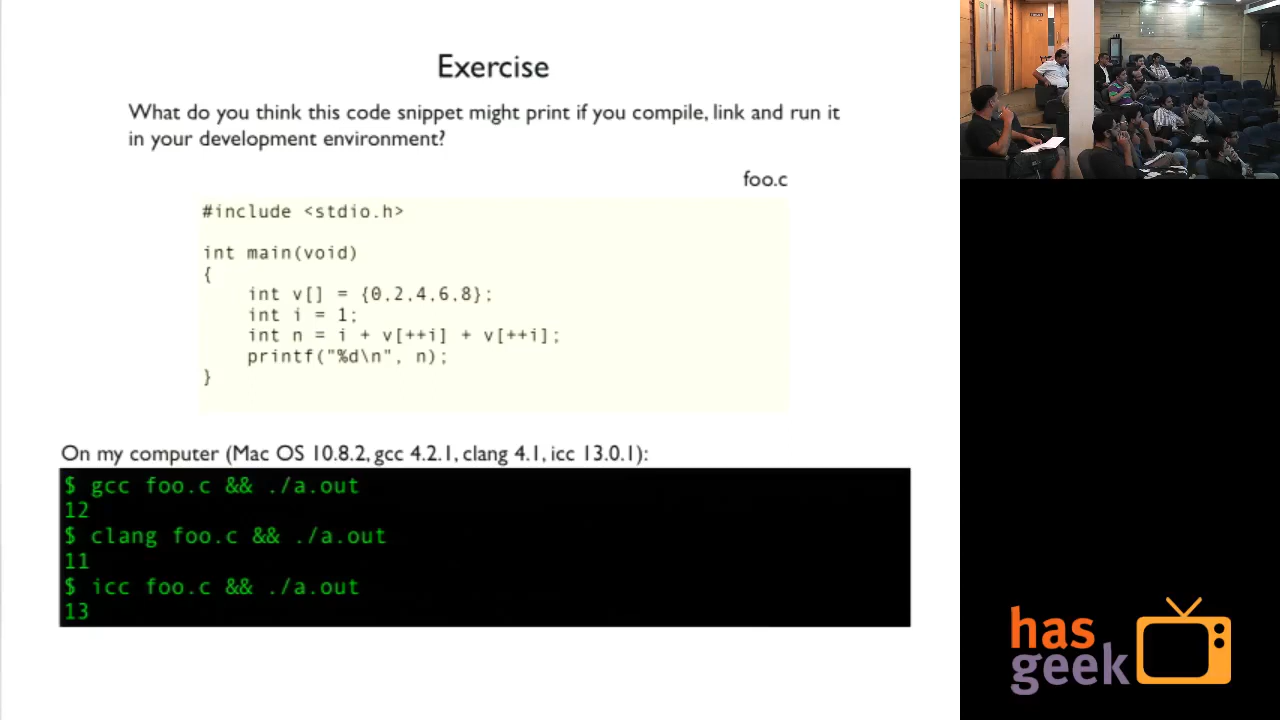 Exercise
What do you think this code snippet might print if you compile, link and run it
in your development environment?
foo.c
#include <stdio.h>
int main(void)
{
    int v[] = {0,2,4,6,8};
    int i = 1;
    int n = i + v[++i] + v[++i];
    printf("%d\n", n);
}
On my computer (Mac OS 10.8.2, gcc 4.2.1, clang 4.1, icc 13.0.1):
$ gcc foo.c && ./a.out
12
$ clang foo.c && ./a.out
11
$ icc foo.c && ./a.out
13
has
geek